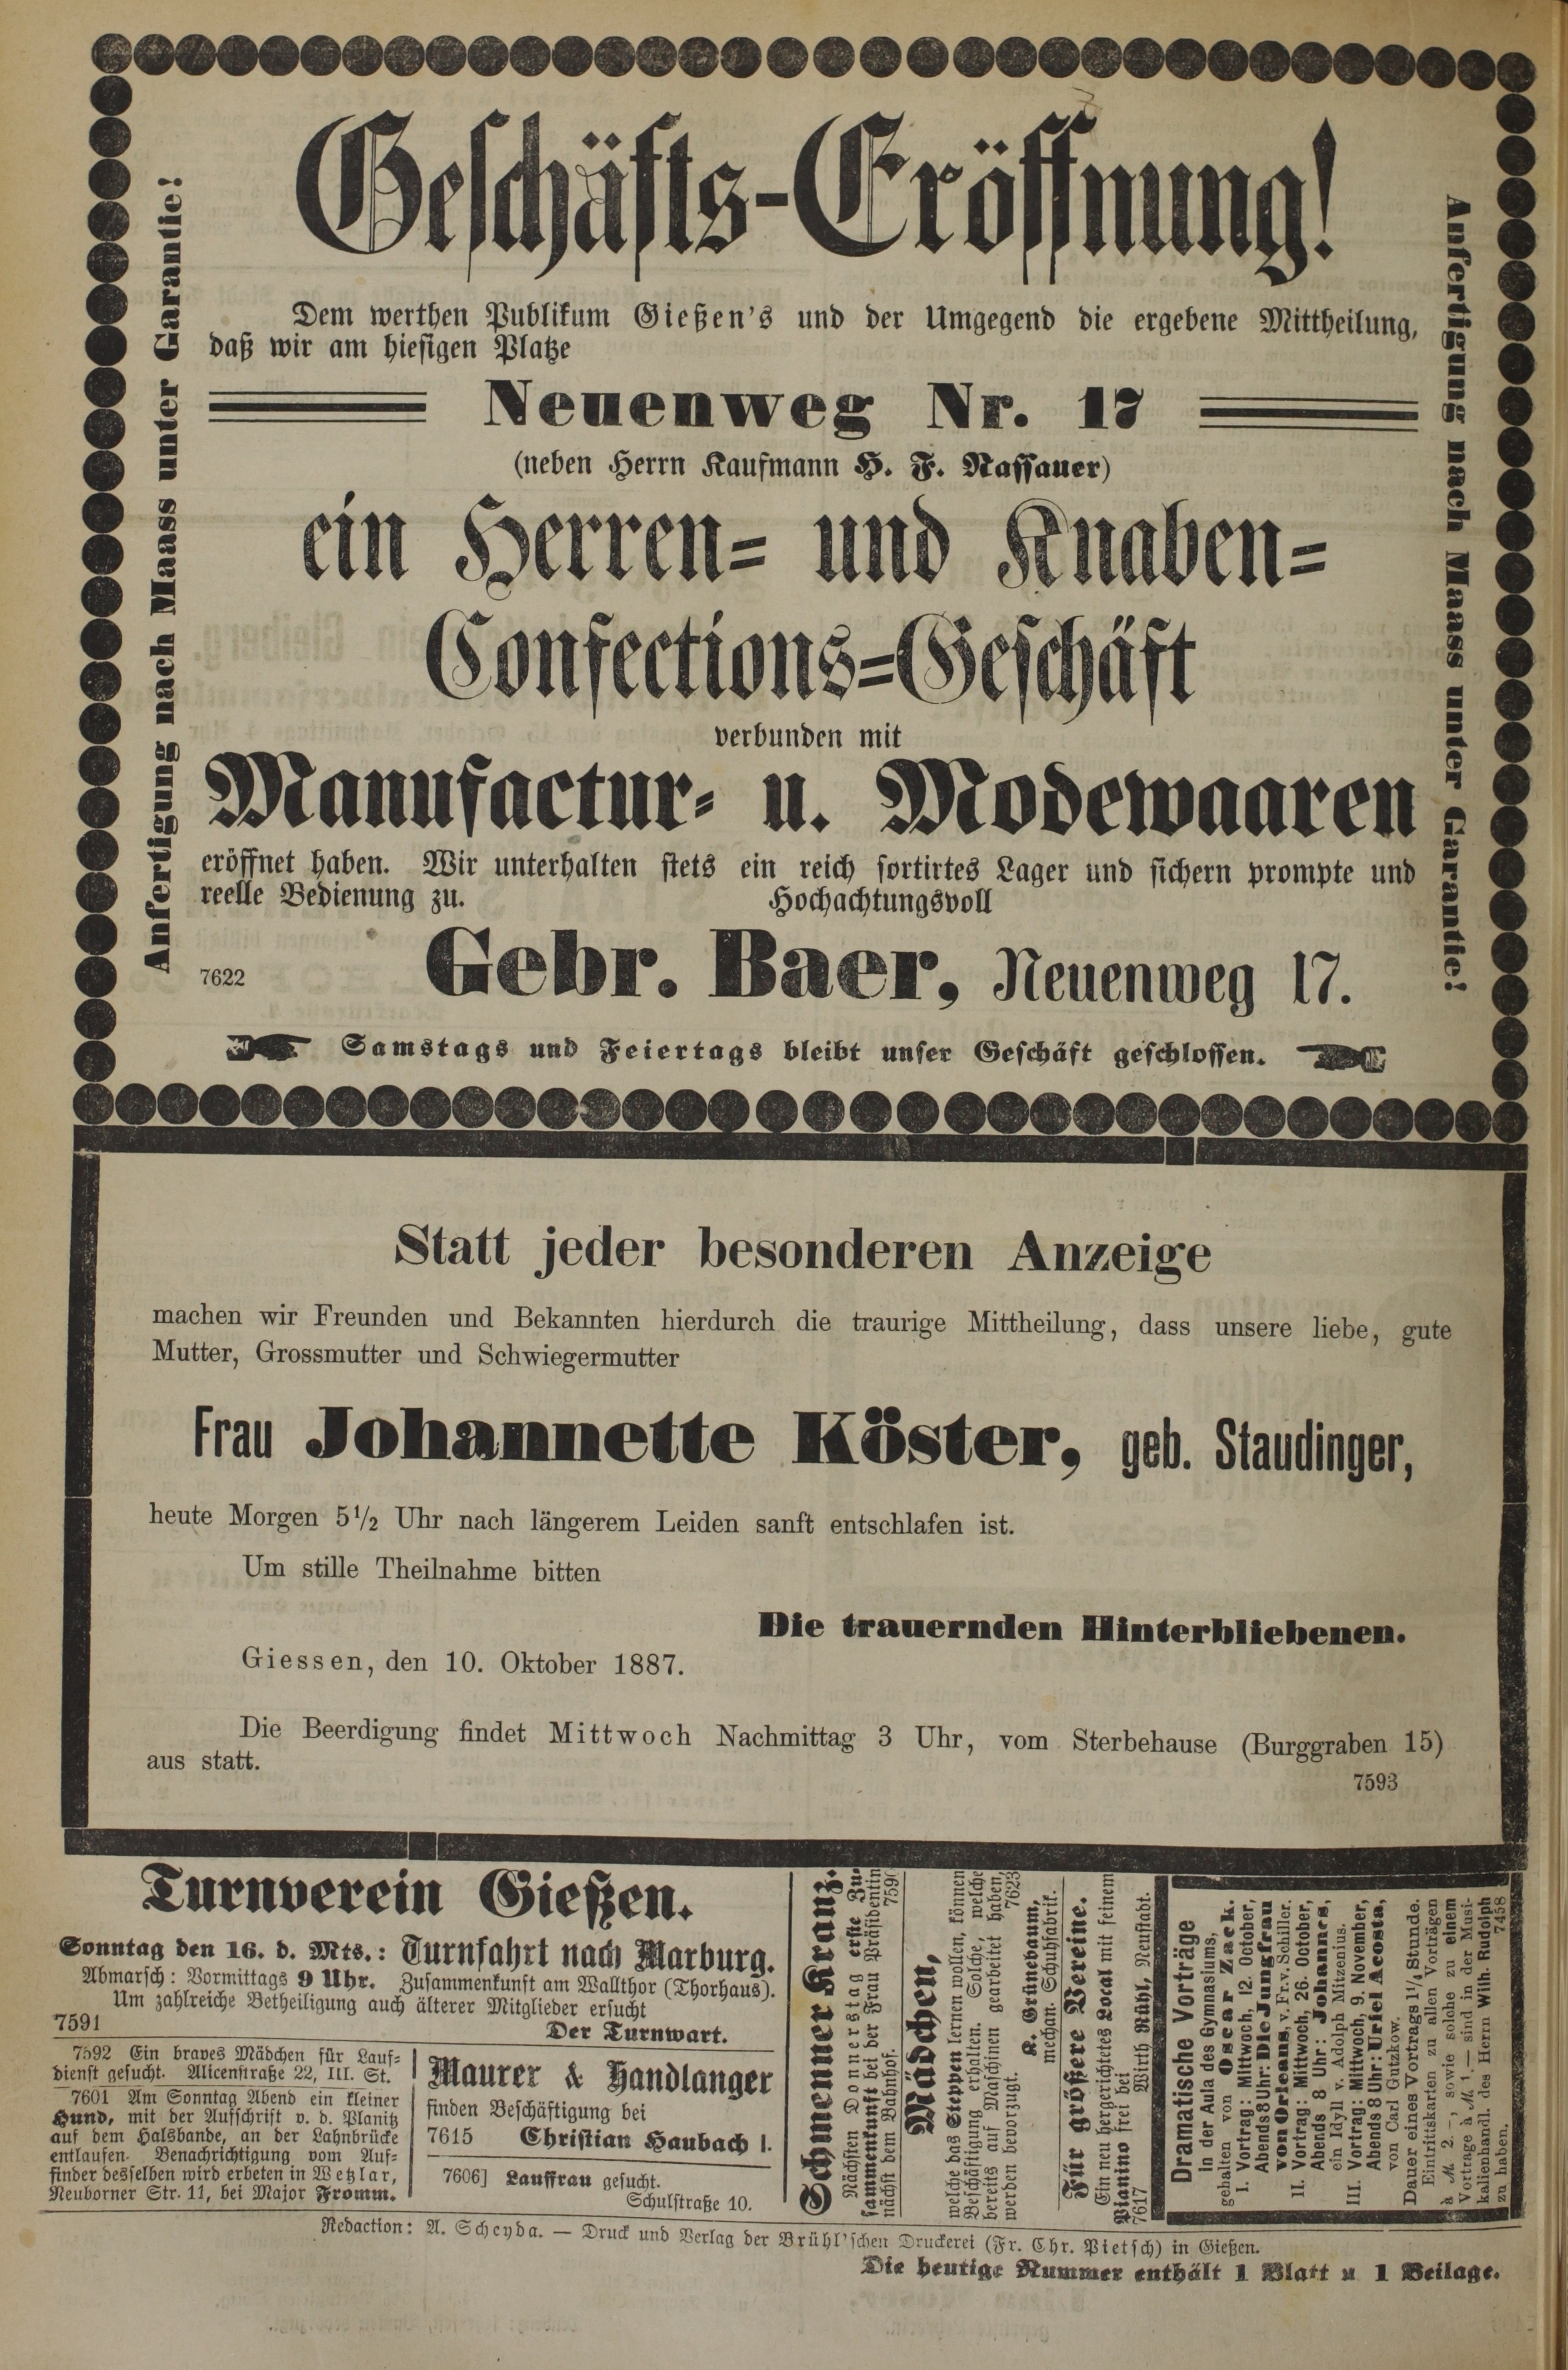 Geschäfts-Eröffnung!
Anfertigung nach Maass unter Garantie!
Anfertigung nach Maass unter Garantie!
Dem werthen Publikum Gießen's und der Umgegend die ergebene Mittheilung,
daß wir am hiesigen Platze
Neuenweg Nr. 17
(neben Herrn Kaufmann H. F. Nassauer)
ein Herren- und Knaben-
Confections-Geschäft
verbunden mit
Manufactur- u. Modewaaren
eröffnet haben. Wir unterhalten stets ein reich sortirtes Lager und sichern prompte und
reelle Bedienung zu. Hochachtungsvoll
7622 Gebr. Baer, Neuenweg 17.
Samstags und Feiertags bleibt unser Geschäft geschlossen.
Statt jeder besonderen Anzeige
machen wir Freunden und Bekannten hierdurch die traurige Mittheilung, dass unsere liebe, gute
Mutter, Grossmutter und Schwiegermutter
Frau Johannette Köster, geb. Staudinger,
heute Morgen 5½ Uhr nach längerem Leiden sanft entschlafen ist.
Um stille Theilnahme bitten
Die trauernden Hinterbliebenen.
Giessen, den 10. Oktober 1887.
Die Beerdigung findet Mittwoch Nachmittag 3 Uhr, vom Sterbehause (Burggraben 15)
aus statt.
7593
Turnverein Gießen.
Sonntag den 16. d. Mts.: Turnfahrt nach Marburg.
Abmarsch: Vormittags 9 Uhr. Zusammenkunft am Wallthor (Thorhaus).
Um zahlreiche Betheiligung auch älterer Mitglieder ersucht
7591 Der Turnwart.
7592 Ein braves Mädchen für Lauf-
dienst gesucht. Alicenstraße 22, III. St.
7601 Am Sonntag Abend ein kleiner
Hund, mit der Aufschrift v. d. Planitz
auf dem Halsbande, an der Lahnbrücke
entlaufen. Benachrichtigung vom Auf-
finder desselben wird erbeten in Wetzlar,
Neuborner Str. 11, bei Major Fromm.
Maurer & Handlanger
finden Beschäftigung bei
7615 Christian Haubach I.
7606] Lauffrau gesucht.
Schulstraße 10.
Schmenner Kranz.
Nächsten Donnerstag erste Zu-
sammenkunft bei der Frau Präsidentin
nächst dem Bahnhof. 759
Mädchen,
welche das Steppen lernen wollen, können
Beschäftigung erhalten. Solche, welche
bereits auf Maschinen gearbeitet haben,
werden bevorzugt. 7623
K. Grünebaum,
mechan. Schuhfabrik.
Für größere Vereine.
Ein neu hergerichtetes Local mit feinem
Pianino frei bei
7617 Wirth Rühl, Neustadt.
Dramatische Vorträge
in der Aula des Gymnasiums,
gehalten von Oscar Zack.
I. Vortrag: Mittwoch, 12. October,
Abends 8 Uhr: Die Jungfrau
von Orleans, v. Fr. v. Schiller.
II. Vortrag: Mittwoch, 26. October,
Abends 8 Uhr: Johannes,
ein Idyll v. Adolph Mitzenius.
III. Vortrag: Mittwoch, 9. November,
Abends 8 Uhr: Uriel Acosta,
von Carl Gutzkow.
Dauer eines Vortrags 1¼ Stunde.
Eintrittskarten zu allen Vorträgen
à M. 2.—, sowie solche zu einem
Vortrage à M. 1.— sind in der Musi-
kalienhandl. des Herrn Wilh. Rudolph
zu haben. 7458
Redaction: A. Scheyda. — Druck und Verlag der Brühl'schen Druckerei (Fr. Chr. Pietsch) in Gießen.
Die heutige Nummer enthält 1 Blatt u 1 Beilage.